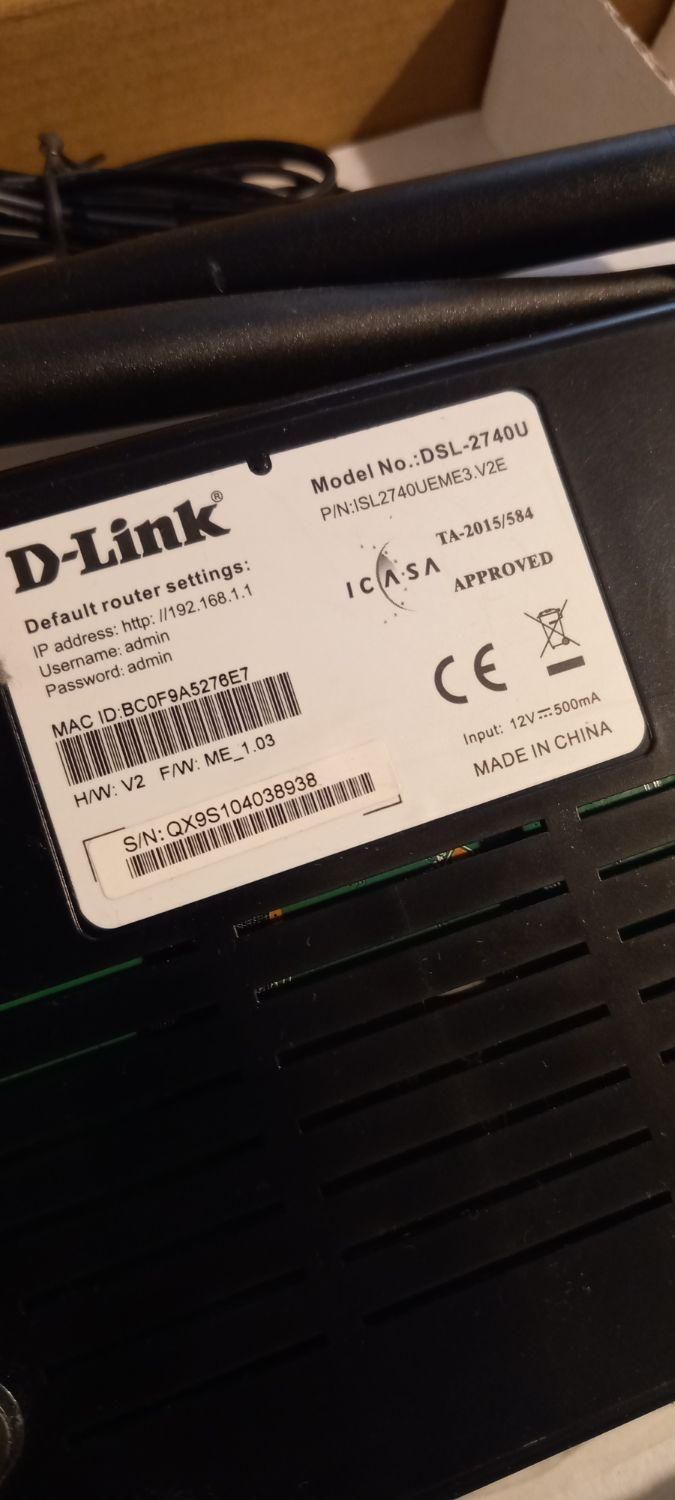 D-Link®
Default router settings:
IP address: http: //192.168.1.1
Username: admin
Password: admin
MAC ID:BC0F9A5276E7
H/W: V2 F/W: ME_1.03
S/N: QX9S104038938
Model No.:DSL-2740U
P/N:ISL2740UEME3.V2E
ICASA
TA-2015/584
APPROVED
CE
Input: 12V⎓500mA
MADE IN CHINA